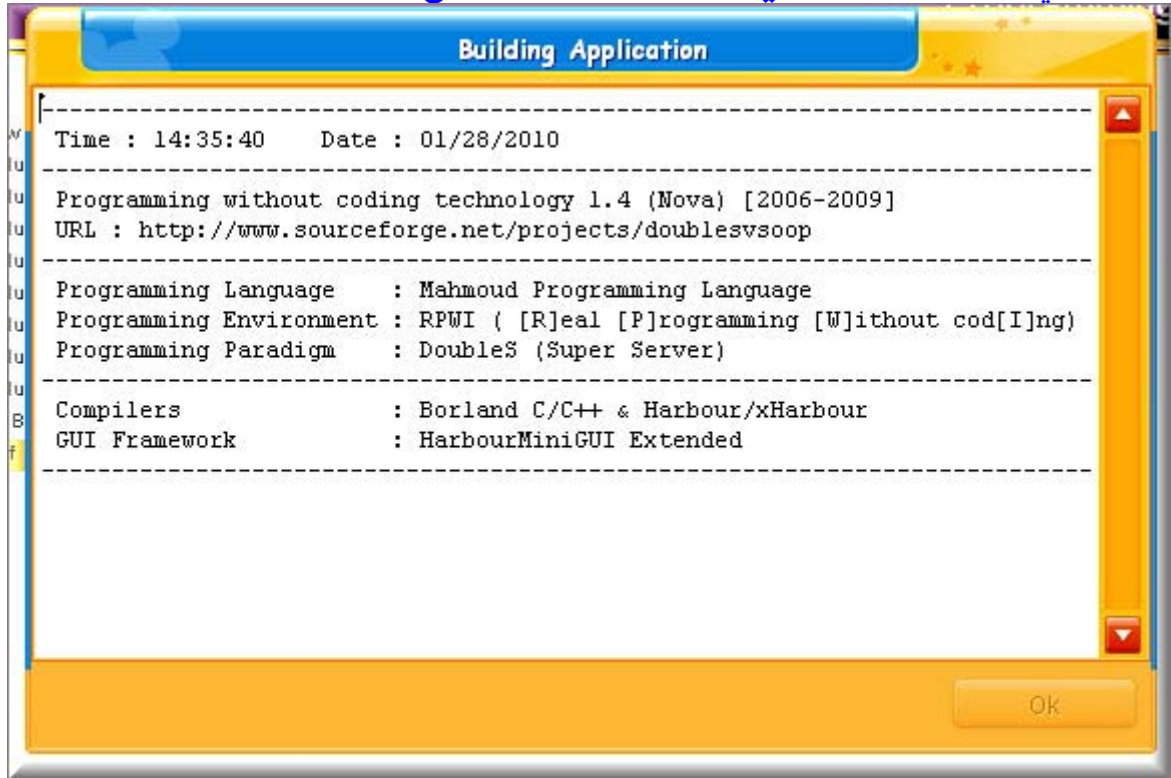 Building Application
--------------------------------------------------------------------------
Time : 14:35:40    Date : 01/28/2010
--------------------------------------------------------------------------
Programming without coding technology 1.4 (Nova) [2006-2009]
URL : http://www.sourceforge.net/projects/doublesvsoop
--------------------------------------------------------------------------
Programming Language    : Mahmoud Programming Language
Programming Environment : RPWI ( [R]eal [P]rogramming [W]ithout cod[I]ng)
Programming Paradigm    : DoubleS (Super Server)
--------------------------------------------------------------------------
Compilers               : Borland C/C++ & Harbour/xHarbour
GUI Framework           : HarbourMiniGUI Extended
--------------------------------------------------------------------------
Ok